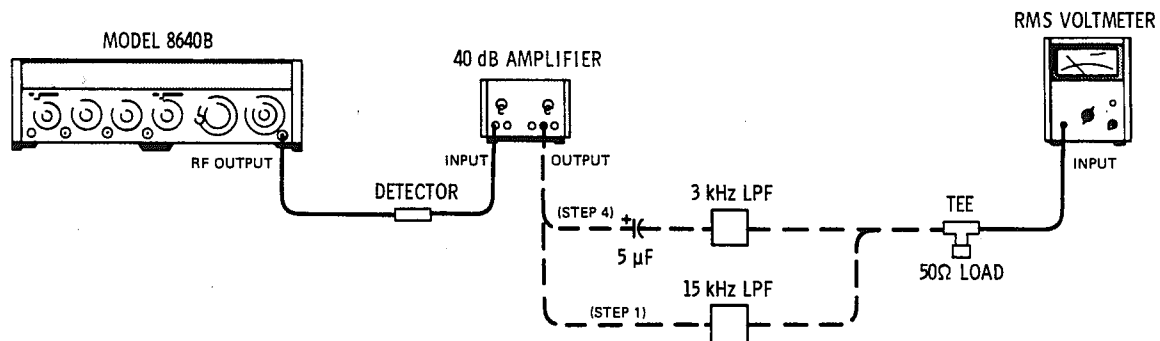 RMS VOLTMETER
MODEL 8640B
40 dB AMPLIFIER
RF OUTPUT
INPUT
OUTPUT
INPUT
DETECTOR
3 kHz LPF
TEE
(STEP 4)
+
5 µF
50Ω LOAD
15 kHz LPF
(STEP 1)